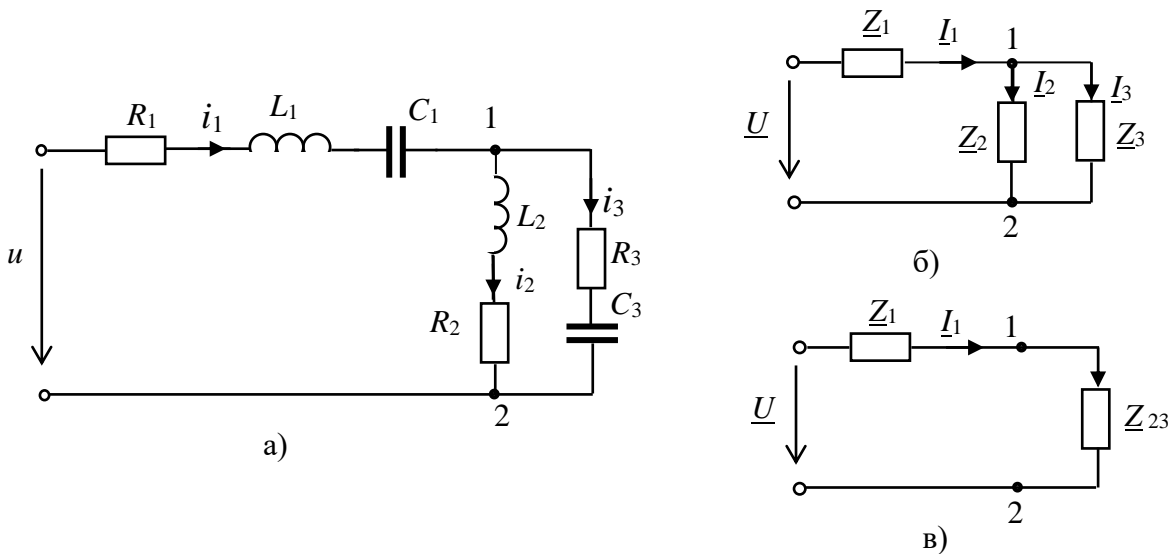 R1 i1 L1 C1 1
u L2 i3
R3
i2 C3
R2
2
а)
Z1 I1 1
I2 I3
U Z2 Z3
2
б)
Z1 I1 1
U Z 23
2
в)